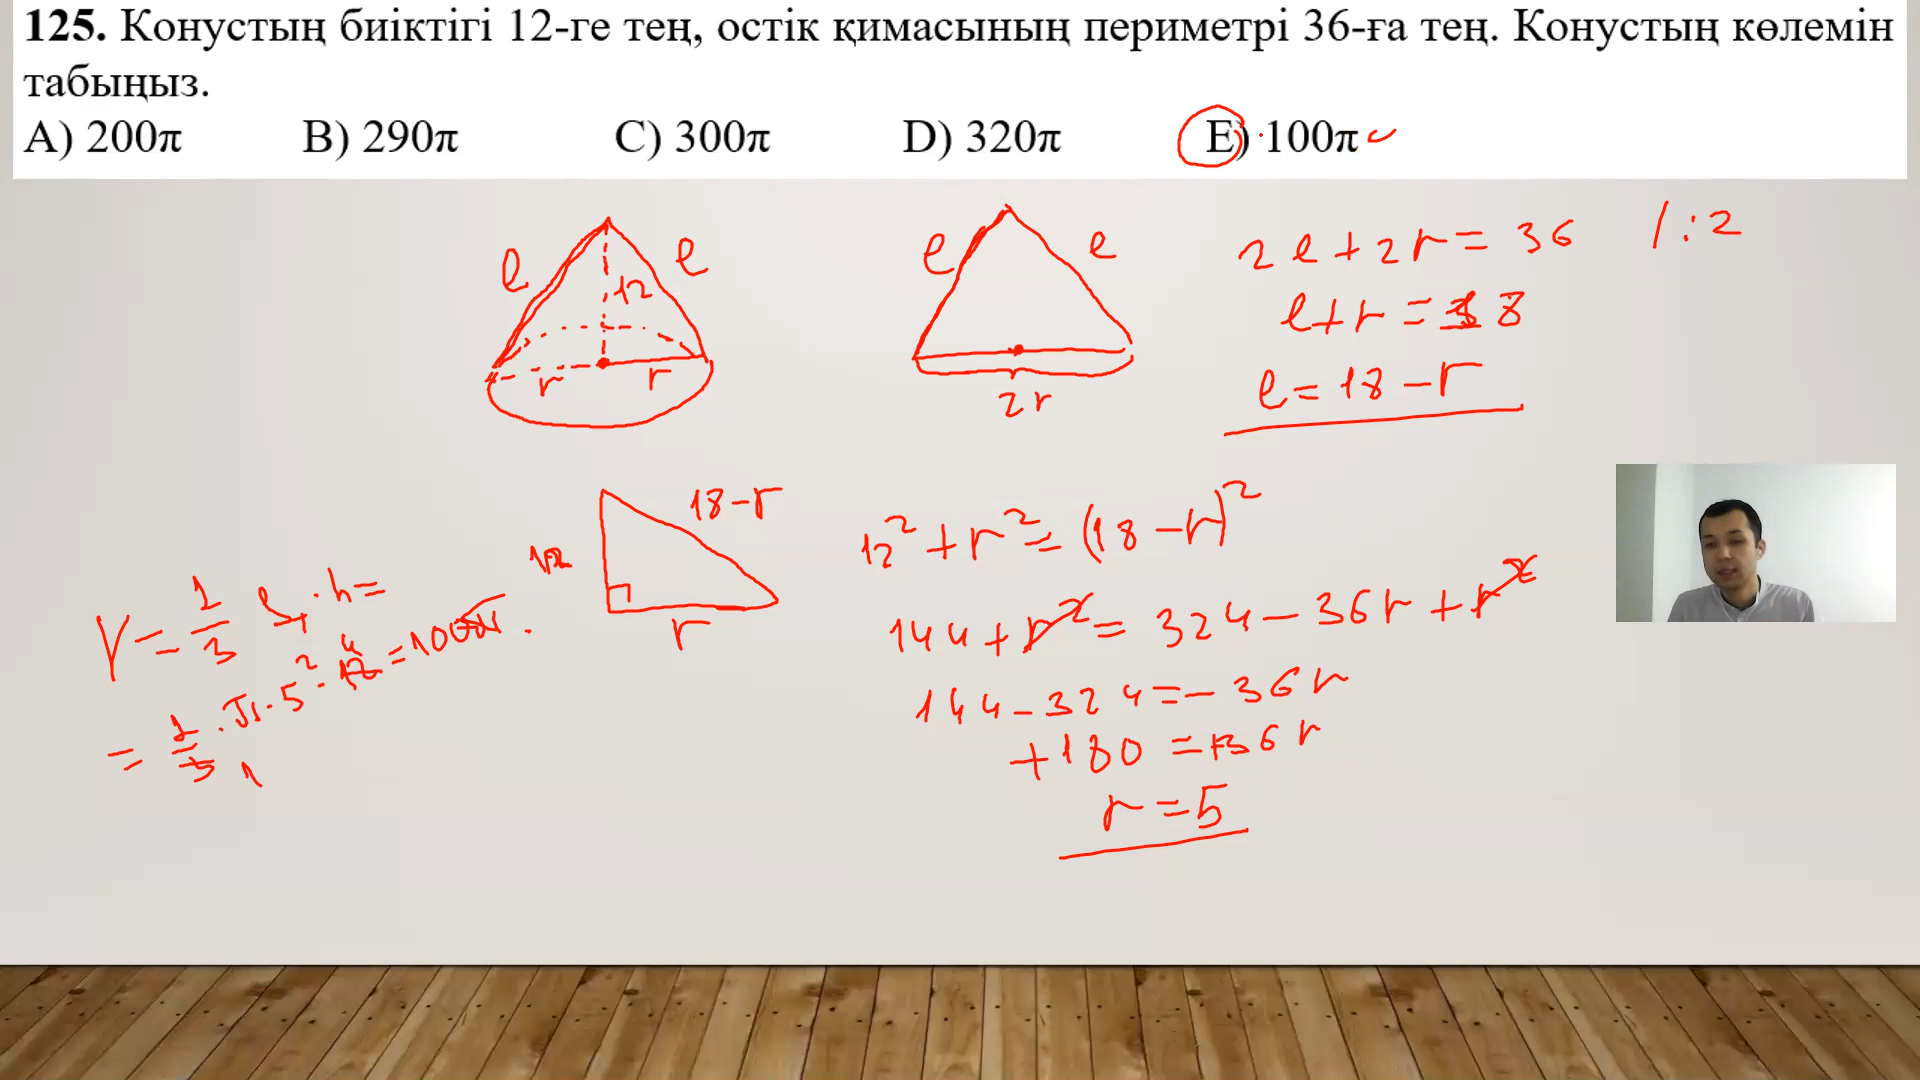 125. Конустың биіктігі 12-ге тең, остік қимасының периметрі 36-ға тең. Конустың көлемін
табыңыз.
A) 200π B) 290π C) 300π D) 320π E) 100π
l l 12 r r
l l 2r
2l+2r=36 /:2
l+r=18
l=18-r
12 18-r r
12²+r²=(18-r)²
144+r²=324-36r+r²
144-324=-36r
+180=+36r
r=5
V=1/3 · h=
=1/3·π·5²·12=100π.
4
1